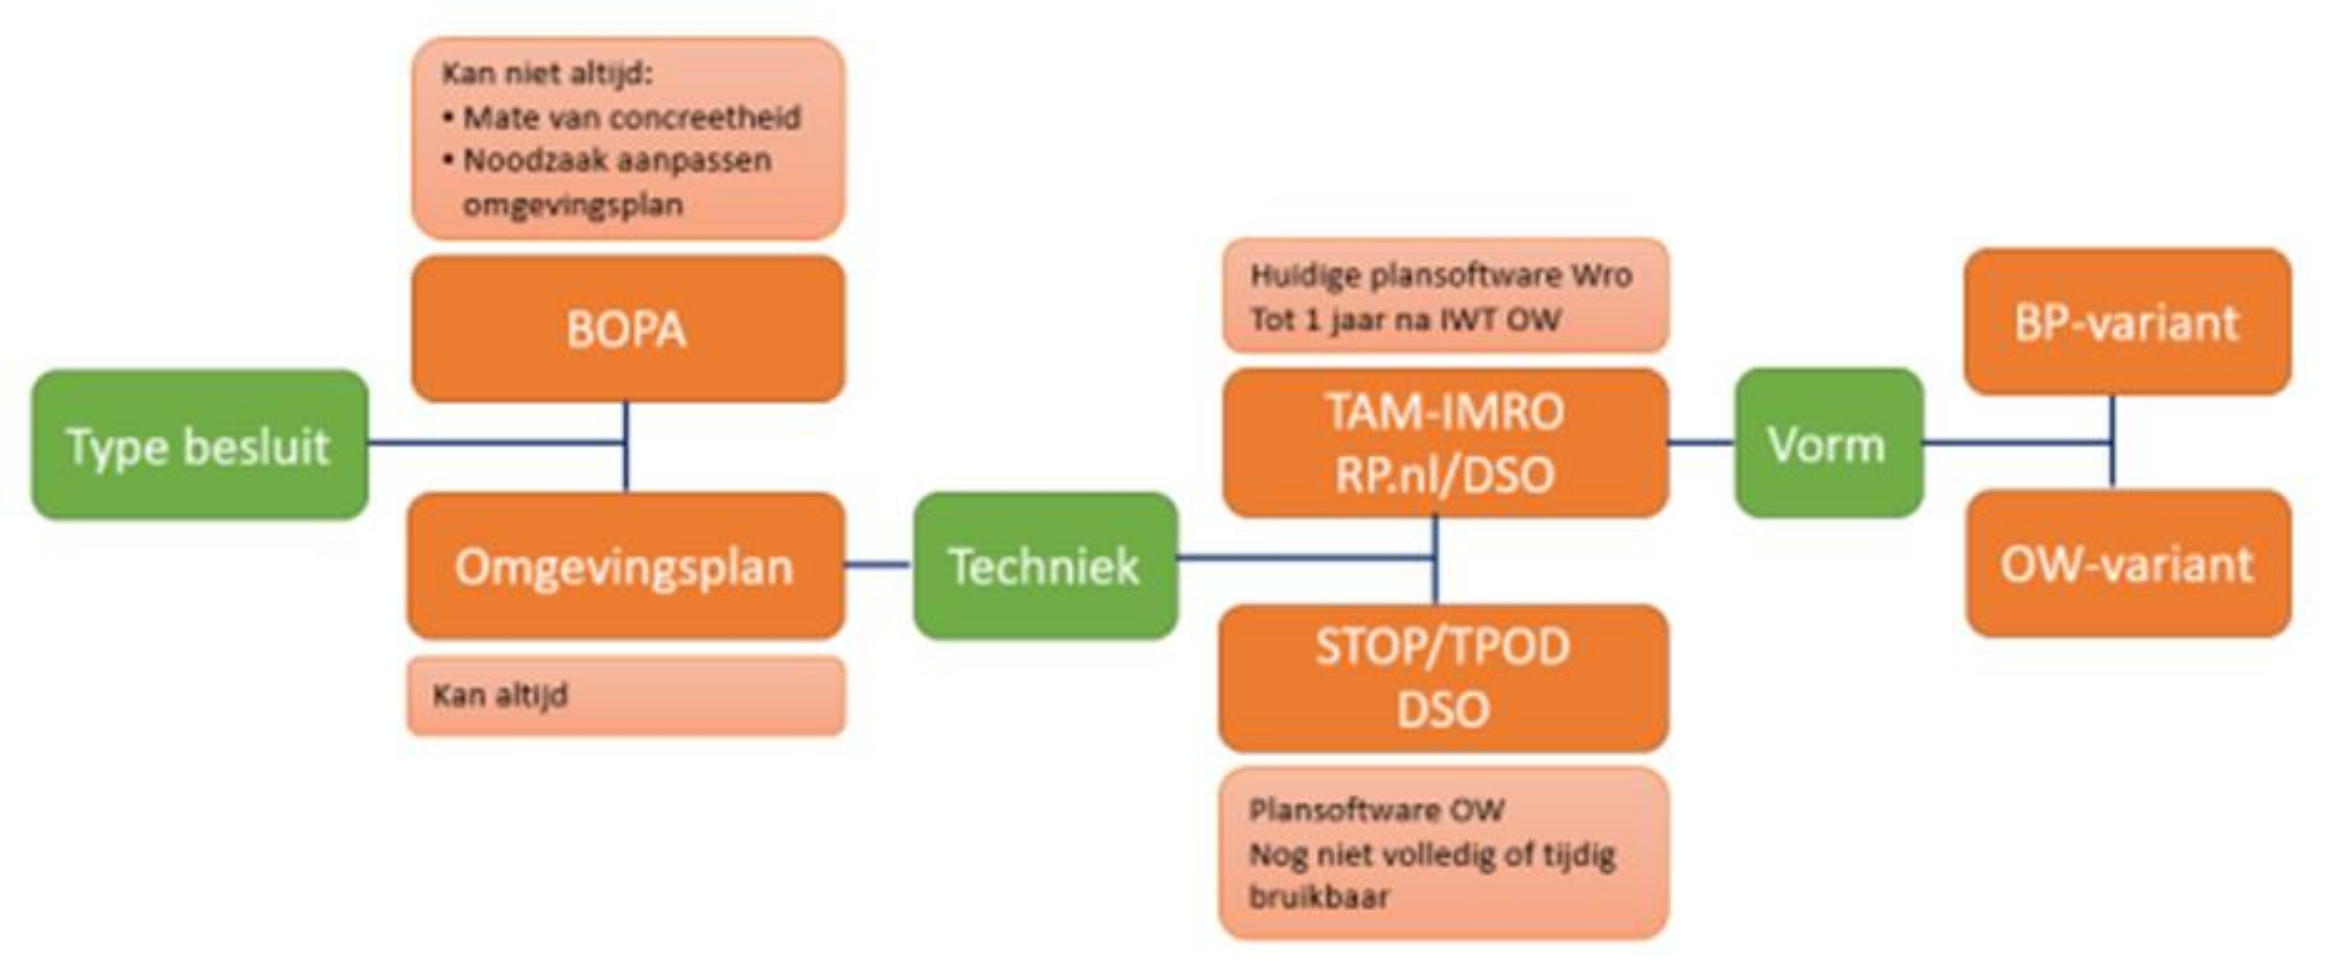 Kan niet altijd:
• Mate van concreetheid
• Noodzaak aanpassen
omgevingsplan
BOPA
Type besluit
Omgevingsplan
Kan altijd
Techniek
Huidige plansoftware Wro
Tot 1 jaar na IWT OW
TAM-IMRO
RP.nl/DSO
STOP/TPOD
DSO
Plansoftware OW
Nog niet volledig of tijdig
bruikbaar
Vorm
BP-variant
OW-variant